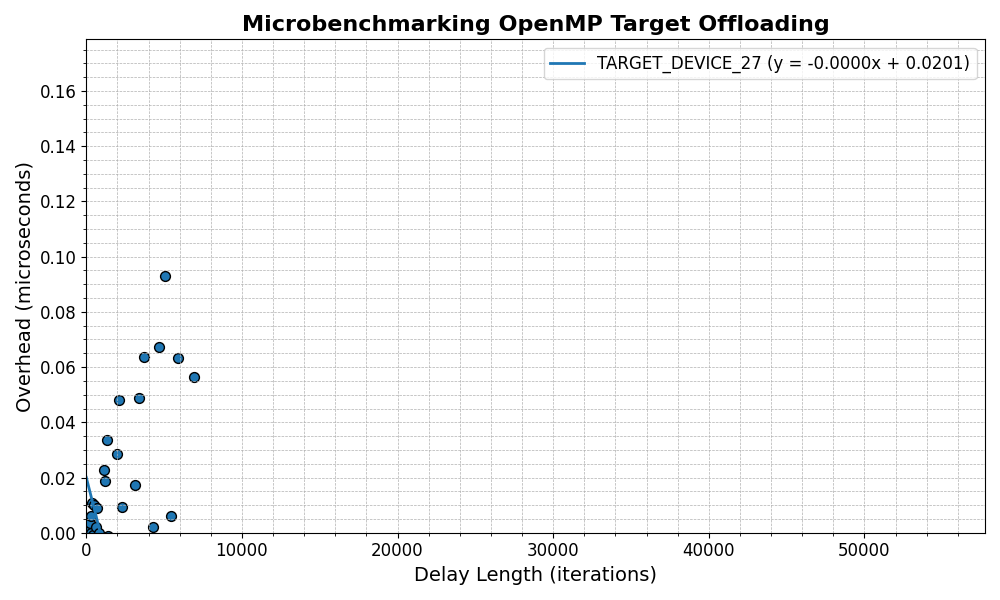 Microbenchmarking OpenMP Target Offloading
TARGET_DEVICE_27 (y = -0.0000x + 0.0201)
Overhead (microseconds)
0.16
0.14
0.12
0.10
0.08
0.06
0.04
0.02
0.00
0 10000 20000 30000 40000 50000
Delay Length (iterations)